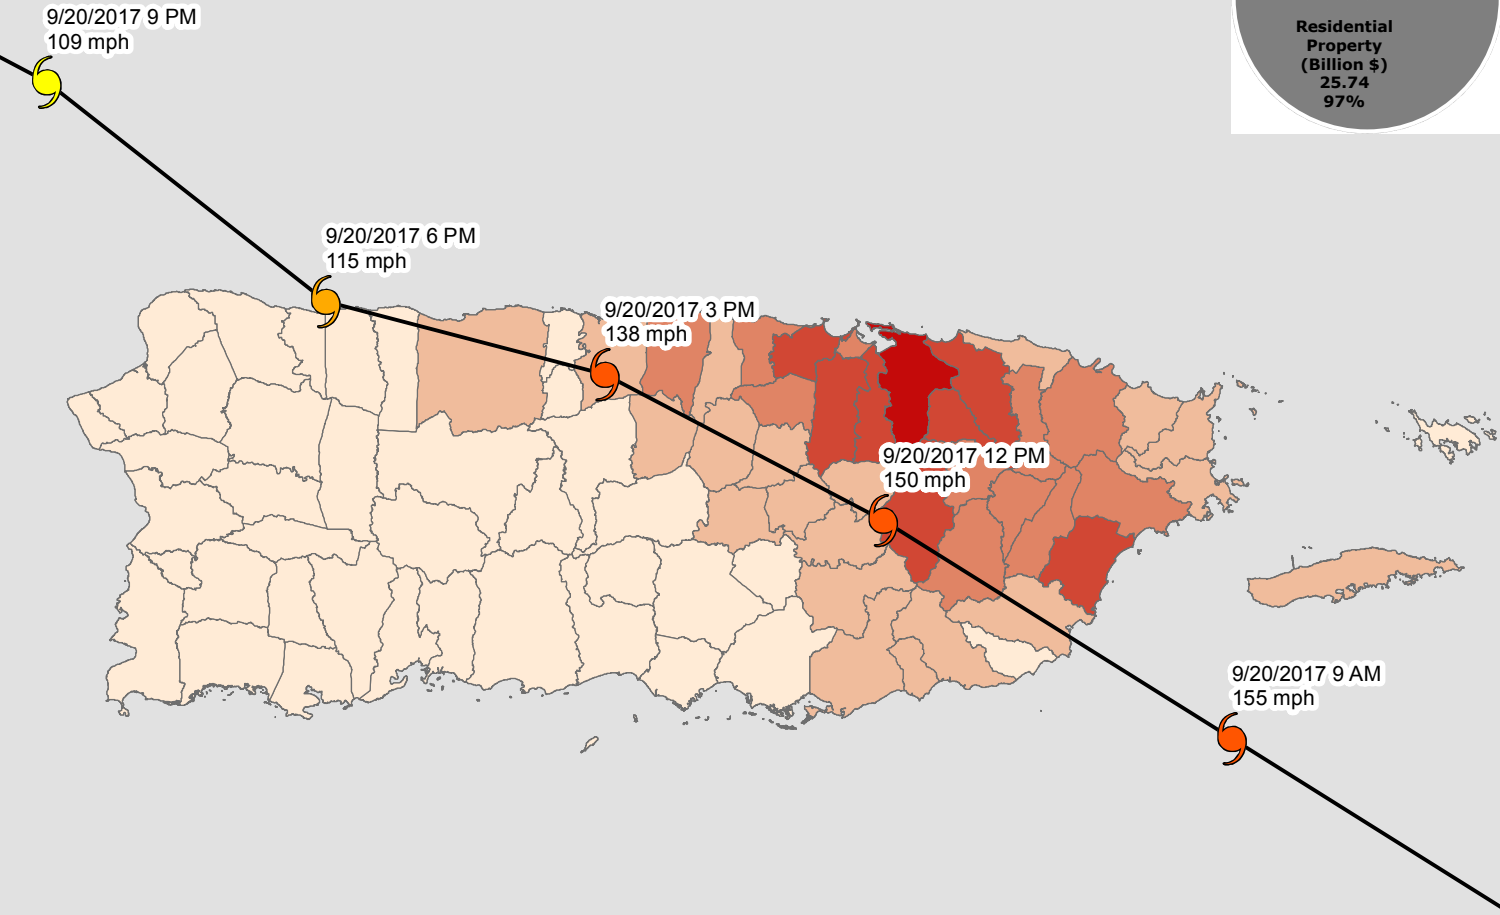 9/20/2017 9 PM
109 mph
Residential
Property
(Billion $)
25.74
97%
9/20/2017 6 PM
115 mph
9/20/2017 3 PM
138 mph
9/20/2017 12 PM
150 mph
9/20/2017 9 AM
155 mph